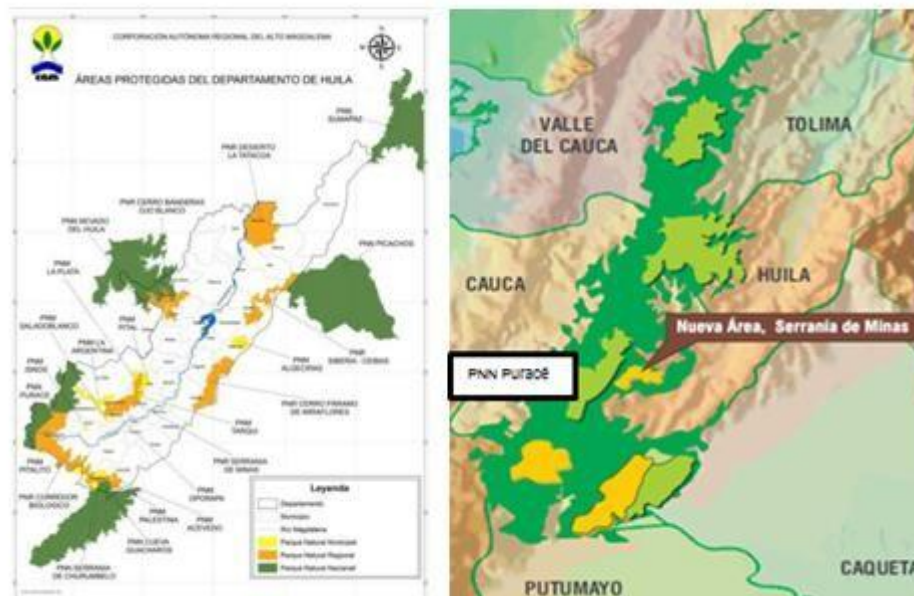 CORPORACIÓN AUTÓNOMA REGIONAL DEL ALTO MAGDALENA
cam
ÁREAS PROTEGIDAS DEL DEPARTAMENTO DE HUILA
PNN
SUMAPAZ
PNR DESIERTO
LA TATACOA
PNR CERRO BANDERAS
OJO BLANCO
PNN NEVADO
DEL HUILA
PNN PICACHOS
PNM
LA PLATA
PNM
SALADOBLANCO
PNM LA
ARGENTINA
PNM
PITAL
PNM
ISNOS
PNN
PURACE
PNM
ALGECIRAS
PNR
SIBERIA - CEIBAS
PNR CERRO PÁRAMO
DE MIRAFLORES
PNM
TARQUI
PNM
PITALITO
PNR SERRANIA
DE MINAS
PNM
OPORAPA
PNR CORREDOR
BIOLOGICO
PNM
PALESTINA
PNM
ACEVEDO
PNN CUEVA
GUACHAROS
PNN SERRANIA
DE CHURUMBELO
Leyenda
Departamento
Municipio
Rio Magdalena
Parque Natural Municipal
Parque Natural Regional
Parque Natural Nacional
VALLE
DEL CAUCA
TOLIMA
CAUCA
HUILA
Nueva Área, Serranía de Minas
PNN Puracé
CAQUETA
PUTUMAYO